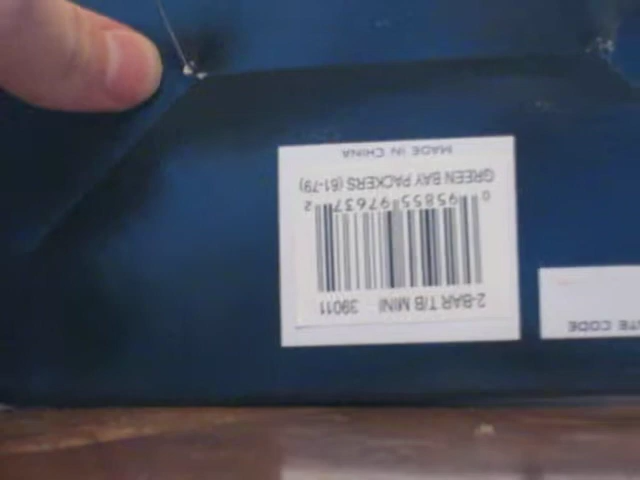 2-BAR T/B MINI 39011
0 95855 97637 2
GREEN BAY PACKERS (61-79)
MADE IN CHINA
TE CODE